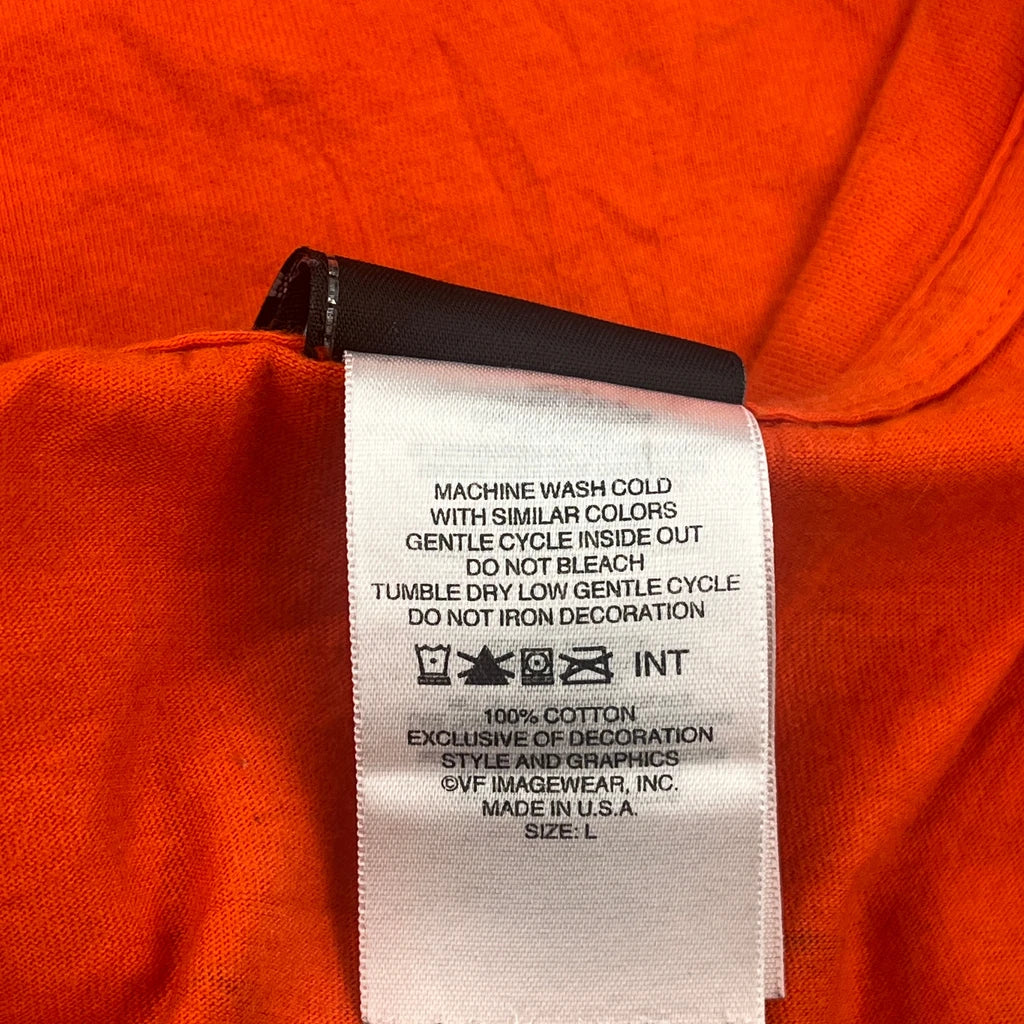 MACHINE WASH COLD
WITH SIMILAR COLORS
GENTLE CYCLE INSIDE OUT
DO NOT BLEACH
TUMBLE DRY LOW GENTLE CYCLE
DO NOT IRON DECORATION
INT
100% COTTON
EXCLUSIVE OF DECORATION
STYLE AND GRAPHICS
©VF IMAGEWEAR, INC.
MADE IN U.S.A.
SIZE: L